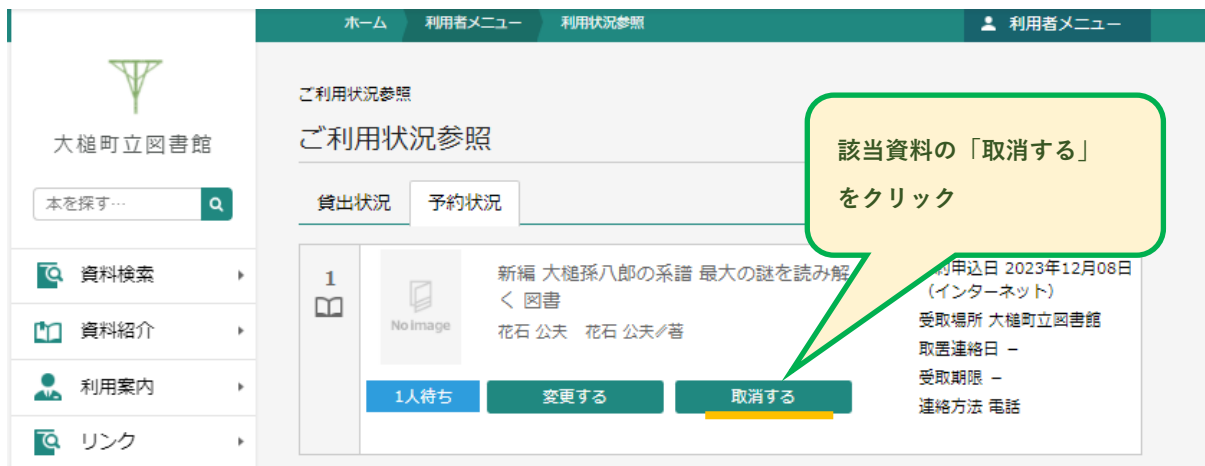 ホーム 利用者メニュー 利用状況参照 利用者メニュー
大槌町立図書館
本を探す…
資料検索
資料紹介
利用案内
リンク
ご利用状況参照
ご利用状況参照
貸出状況 予約状況
該当資料の「取消する」
をクリック
1
No Image
新編 大槌孫八郎の系譜 最大の謎を読み解
く 図書
花石 公夫 花石 公夫∥著
1人待ち 変更する 取消する
申込日 2023年12月08日
（インターネット）
受取場所 大槌町立図書館
取置連絡日 −
受取期限 −
連絡方法 電話